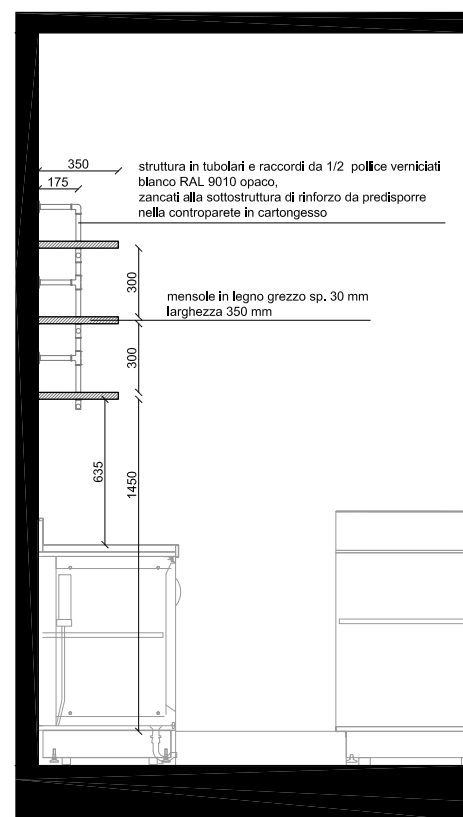 350
175
struttura in tubolari e raccordi da 1/2 pollice verniciati
blanco RAL 9010 opaco,
zancati alla sottostruttura di rinforzo da predisporre
nella controparete in cartongesso
300
mensole in legno grezzo sp. 30 mm
larghezza 350 mm
300
635
1450